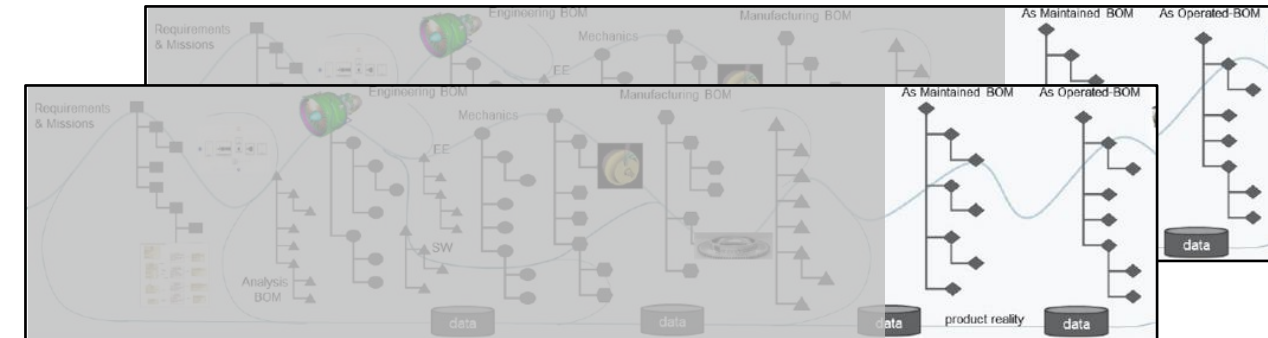 Engineering BOM
Manufacturing BOM
As Maintained BOM
As Operated-BOM
Requirements
& Missions
Mechanics
EE
data
Engineering BOM
Manufacturing BOM
As Maintained BOM
As Operated-BOM
Requirements
& Missions
Mechanics
EE
SW
Analysis
BOM
data
data
data
product reality
data